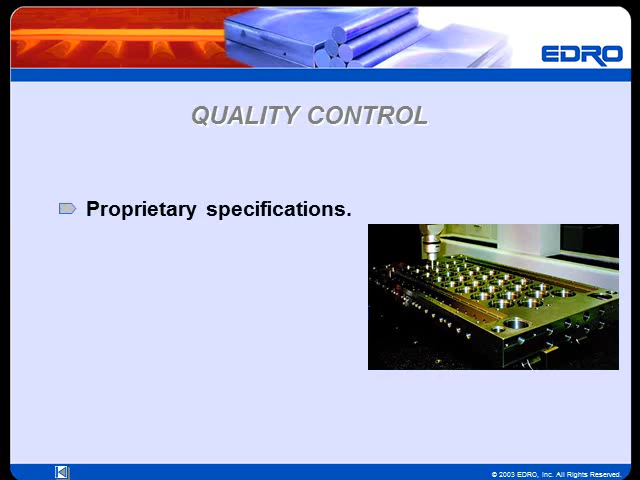 EDRO
QUALITY CONTROL
Proprietary specifications.
© 2003 EDRO, Inc. All Rights Reserved.